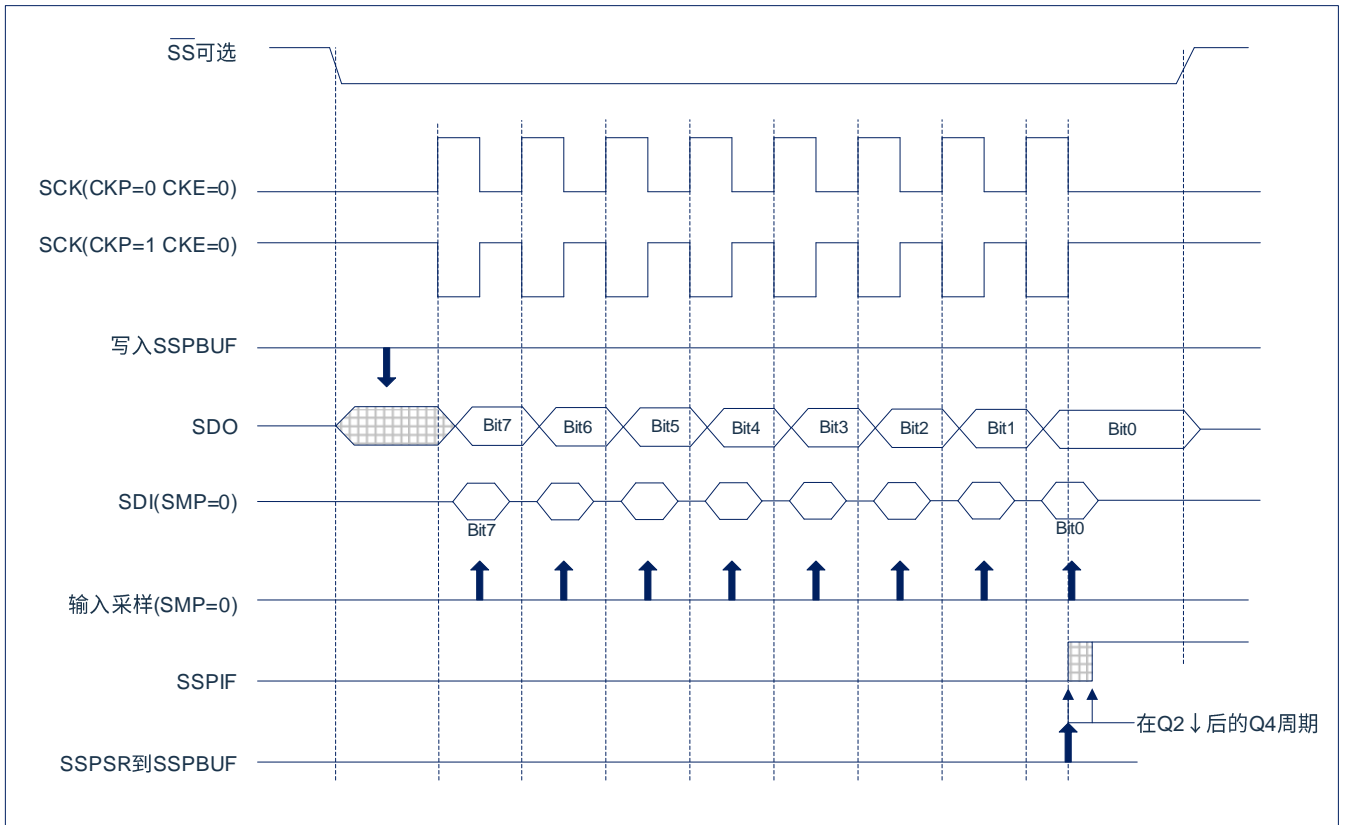 SS可选
SCK(CKP=0 CKE=0)
SCK(CKP=1 CKE=0)
写入SSPBUF
SDO
Bit7
Bit6
Bit5
Bit4
Bit3
Bit2
Bit1
Bit0
SDI(SMP=0)
Bit7
Bit0
输入采样(SMP=0)
SSPIF
在Q2↓后的Q4周期
SSPSR到SSPBUF